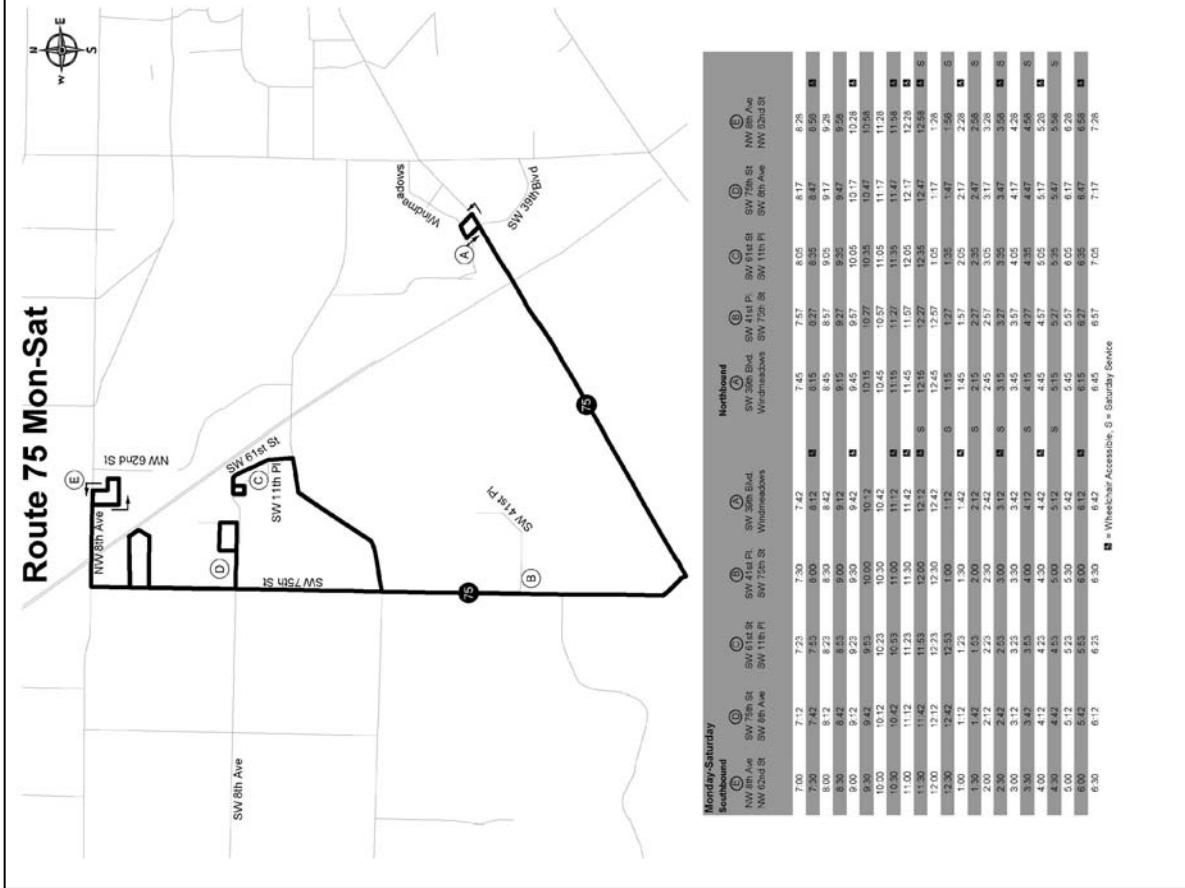 Route 75 Mon-Sat
N
W
E
S
E
NW 62nd St
NW 8th Ave
SW 61st St
C
SW 11th Pl
D
SW 75th St
SW 8th Ave
SW 41st Pl
B
75
75
Windmeadows
A
SW 39th Blvd
Monday-Saturday
Southbound Northbound
E D C B A A B C D E
NW 8th Ave SW 75th St SW 61st St SW 41st Pl. SW 39th Blvd. SW 39th Blvd. SW 41st Pl. SW 61st St SW 75th St NW 8th Ave
NW 62nd St SW 8th Ave SW 11th Pl SW 75th St Windmeadows Windmeadows SW 75th St SW 11th Pl SW 8th Ave NW 62nd St
7:00 7:12 7:23 7:30 7:42 7:45 7:57 8:05 8:17 8:28
7:30 7:42 7:53 8:00 8:12 8:15 8:27 8:35 8:47 8:58
8:00 8:12 8:23 8:30 8:42 8:45 8:57 9:05 9:17 9:28
8:30 8:42 8:53 9:00 9:12 9:15 9:27 9:35 9:47 9:58
9:00 9:12 9:23 9:30 9:42 9:45 9:57 10:05 10:17 10:28
9:30 9:42 9:53 10:00 10:12 10:15 10:27 10:35 10:47 10:58
10:00 10:12 10:23 10:30 10:42 10:45 10:57 11:05 11:17 11:28
10:30 10:42 10:53 11:00 11:12 11:15 11:27 11:35 11:47 11:58
11:00 11:12 11:23 11:30 11:42 11:45 11:57 12:05 12:17 12:28
11:30 11:42 11:53 12:00 12:12 S 12:15 12:27 12:35 12:47 12:58 S
12:00 12:12 12:23 12:30 12:42 12:45 12:57 1:05 1:17 1:28
12:30 12:42 12:53 1:00 1:12 S 1:15 1:27 1:35 1:47 1:58 S
1:00 1:12 1:23 1:30 1:42 1:45 1:57 2:05 2:17 2:28
1:30 1:42 1:53 2:00 2:12 S 2:15 2:27 2:35 2:47 2:58 S
2:00 2:12 2:23 2:30 2:42 2:45 2:57 3:05 3:17 3:28
2:30 2:42 2:53 3:00 3:12 S 3:15 3:27 3:35 3:47 3:58 S
3:00 3:12 3:23 3:30 3:42 3:45 3:57 4:05 4:17 4:28
3:30 3:42 3:53 4:00 4:12 S 4:15 4:27 4:35 4:47 4:58 S
4:00 4:12 4:23 4:30 4:42 4:45 4:57 5:05 5:17 5:28
4:30 4:42 4:53 5:00 5:12 S 5:15 5:27 5:35 5:47 5:58 S
5:00 5:12 5:23 5:30 5:42 5:45 5:57 6:05 6:17 6:28
6:00 5:42 5:53 6:00 6:12 6:15 6:27 6:35 6:47 6:58
6:30 6:12 6:23 6:30 6:42 6:45 6:57 7:05 7:17 7:28
= Wheelchair Accessible, S = Saturday Service